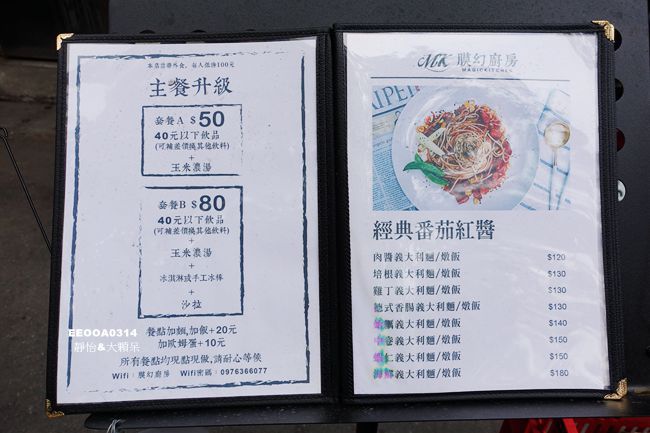 本店禁帶外食，每人低消100元
主餐升級
套餐A $50
40元以下飲品
(可補差價換其他飲料)
+
玉米濃湯
套餐B $80
40元以下飲品
(可補差價換其他飲料)
+
玉米濃湯
+
冰淇淋或手工冰棒
+
沙拉
餐點加麵,加飯+20元
加歐姆蛋+10元
所有餐點均現點現做,請耐心等候
Wifi：膜幻廚房 Wifi密碼：0976366077
EEOOA0314
靜怡&大顆呆
MK 膜幻廚房
MAGICKITCHEN
經典番茄紅醬
肉醬義大利麵/燉飯 $120
培根義大利麵/燉飯 $130
雞丁義大利麵/燉飯 $130
德式香腸義大利麵/燉飯 $130
義大利麵/燉飯 $140
中卷義大利麵/燉飯 $150
蝦仁義大利麵/燉飯 $150
海鮮義大利麵/燉飯 $180